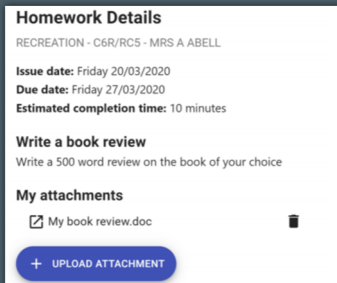 Homework Details
RECREATION - C6R/RC5 - MRS A ABELL
Issue date: Friday 20/03/2020
Due date: Friday 27/03/2020
Estimated completion time: 10 minutes
Write a book review
Write a 500 word review on the book of your choice
My attachments
My book review.doc
+ UPLOAD ATTACHMENT